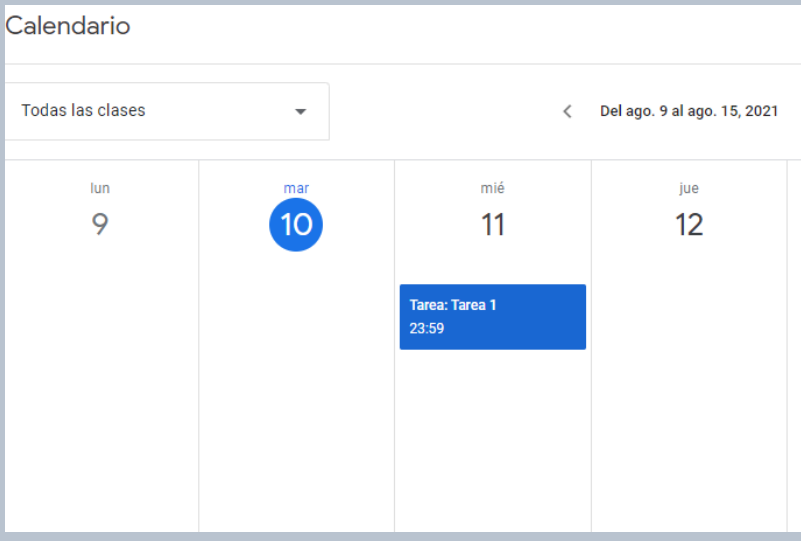 Calendario
Todas las clases
Del ago. 9 al ago. 15, 2021
lun
mar
mié
jue
9
10
11
12
Tarea: Tarea 1
23:59